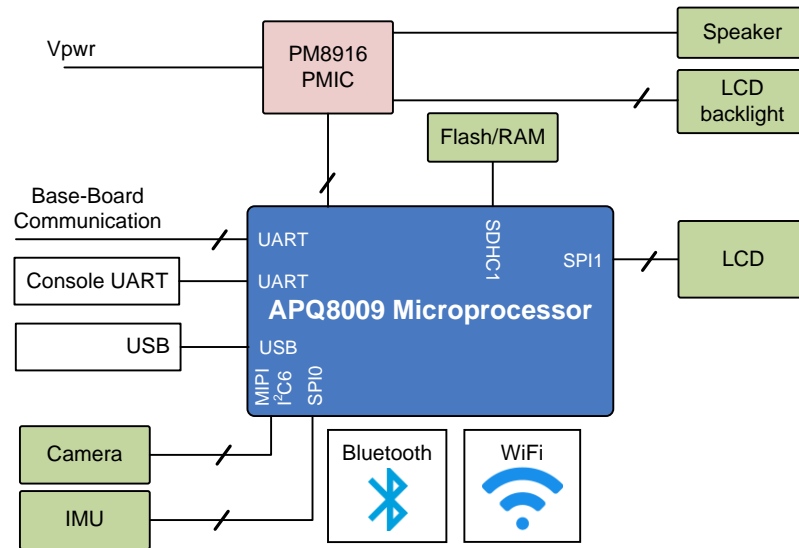 Vpwr
PM8916
PMIC
Speaker
LCD
backlight
Flash/RAM
Base-Board
Communication
UART
SDHC1
SPI1
LCD
Console UART
UART
APQ8009 Microprocessor
USB
USB
MIPI
I²C6
SPI0
Camera
Bluetooth
WiFi
IMU